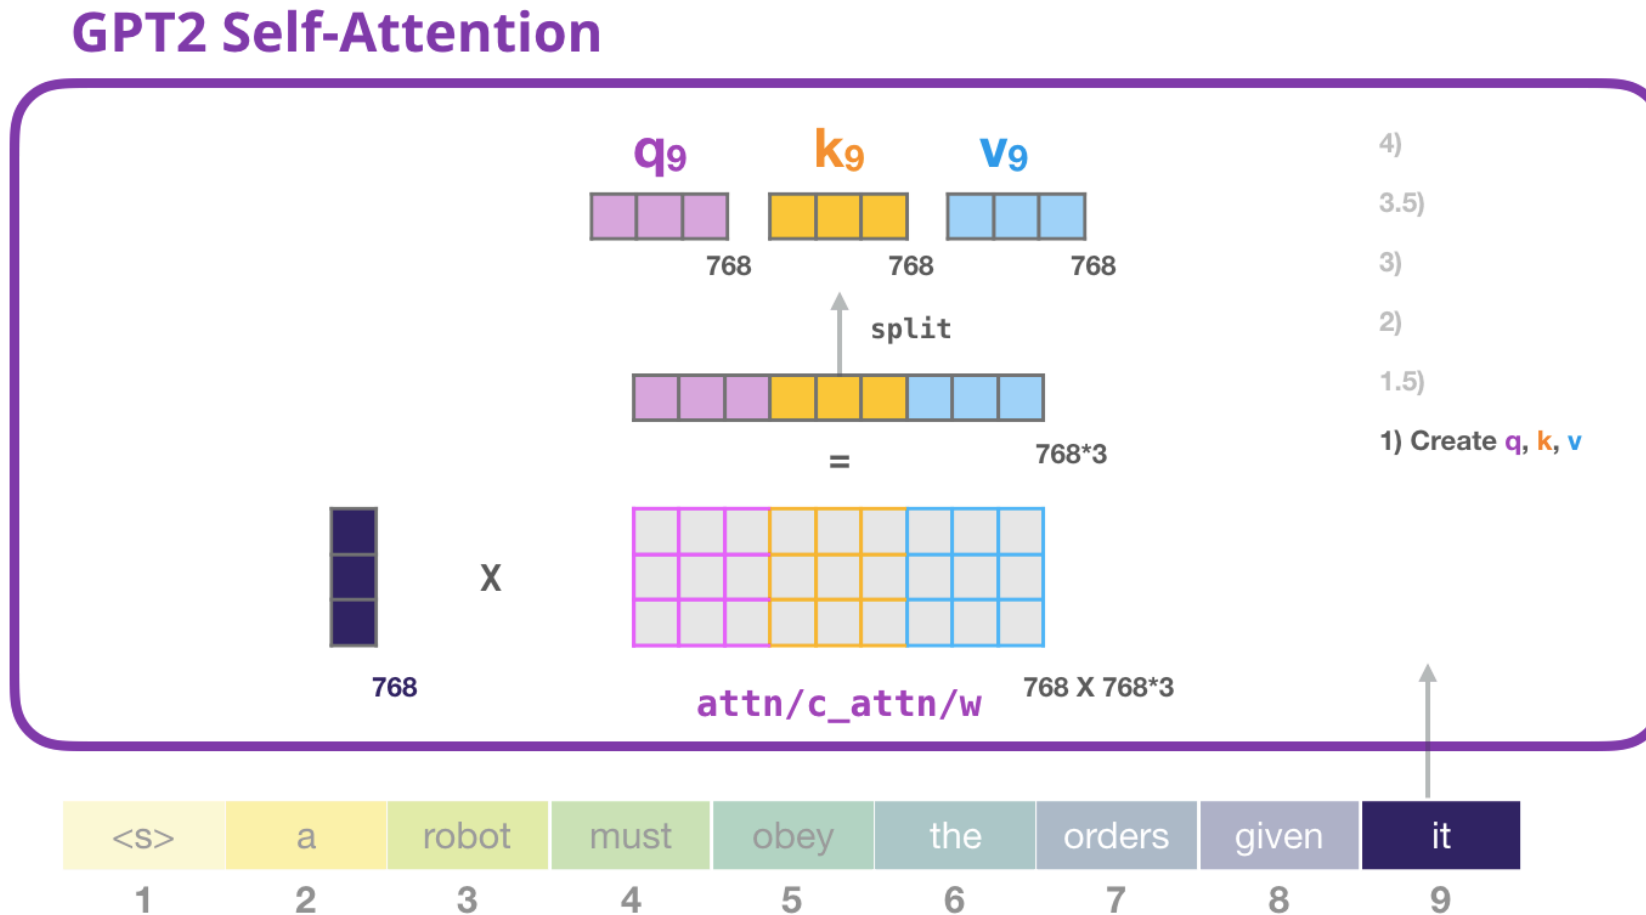 GPT2 Self-Attention
q9 k9 v9
768 768 768
split
768*3
=
X
768
attn/c_attn/w
768 X 768*3
4)
3.5)
3)
2)
1.5)
1) Create q, k, v
<s> a robot must obey the orders given it
1 2 3 4 5 6 7 8 9